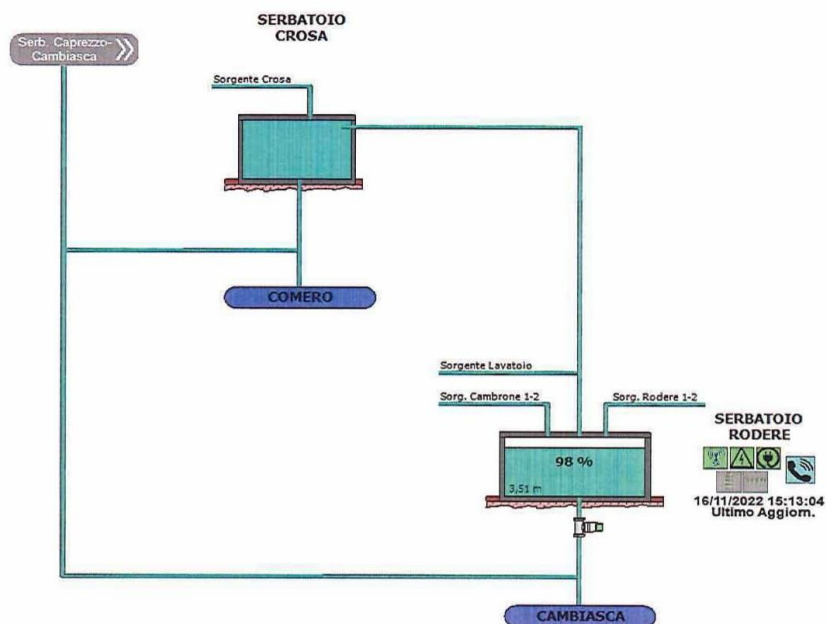 SERBATOIO
CROSA
Serb. Caprezzo-
Cambiasca
Sorgente Crosa
COMERO
Sorgente Lavatoio
Sorg. Cambrone 1-2
Sorg. Rodere 1-2
SERBATOIO
RODERE
98 %
3,51 m
16/11/2022 15:13:04
Ultimo Aggiorn.
CAMBIASCA